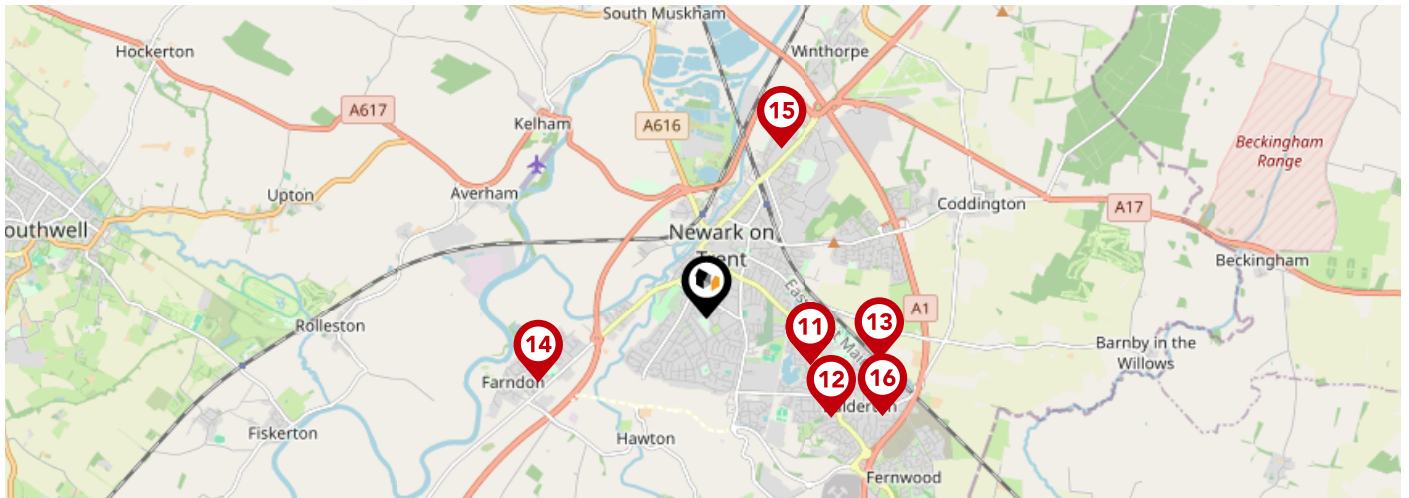 South Muskham
Hockerton
Winthorpe
A617
15
Kelham
A616
Beckingham
Range
Upton
Averham
Coddington
A17
outhwell
Newark on
Trent
Beckingham
A1
Rolleston
11
13
14
Barnby in the
Willows
Farndon
12
16
Fiskerton
Hawton
Fernwood